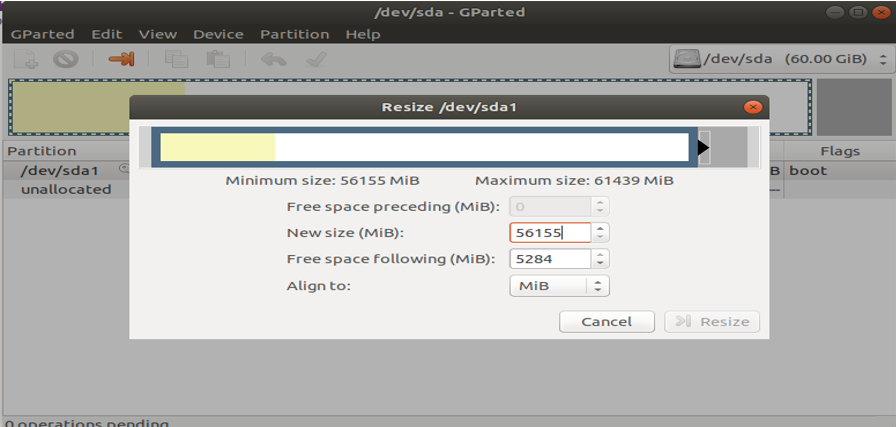 /dev/sda - GParted
GParted Edit View Device Partition Help
/dev/sda (60.00 GiB)
Resize /dev/sda1
Partition
Flags
Minimum size: 56155 MiB Maximum size: 61439 MiB
/dev/sda1
B boot
unallocated
Free space preceding (MiB): 0
New size (MiB): 56155
Free space following (MiB): 5284
Align to: MiB
Cancel Resize
0 operations pending